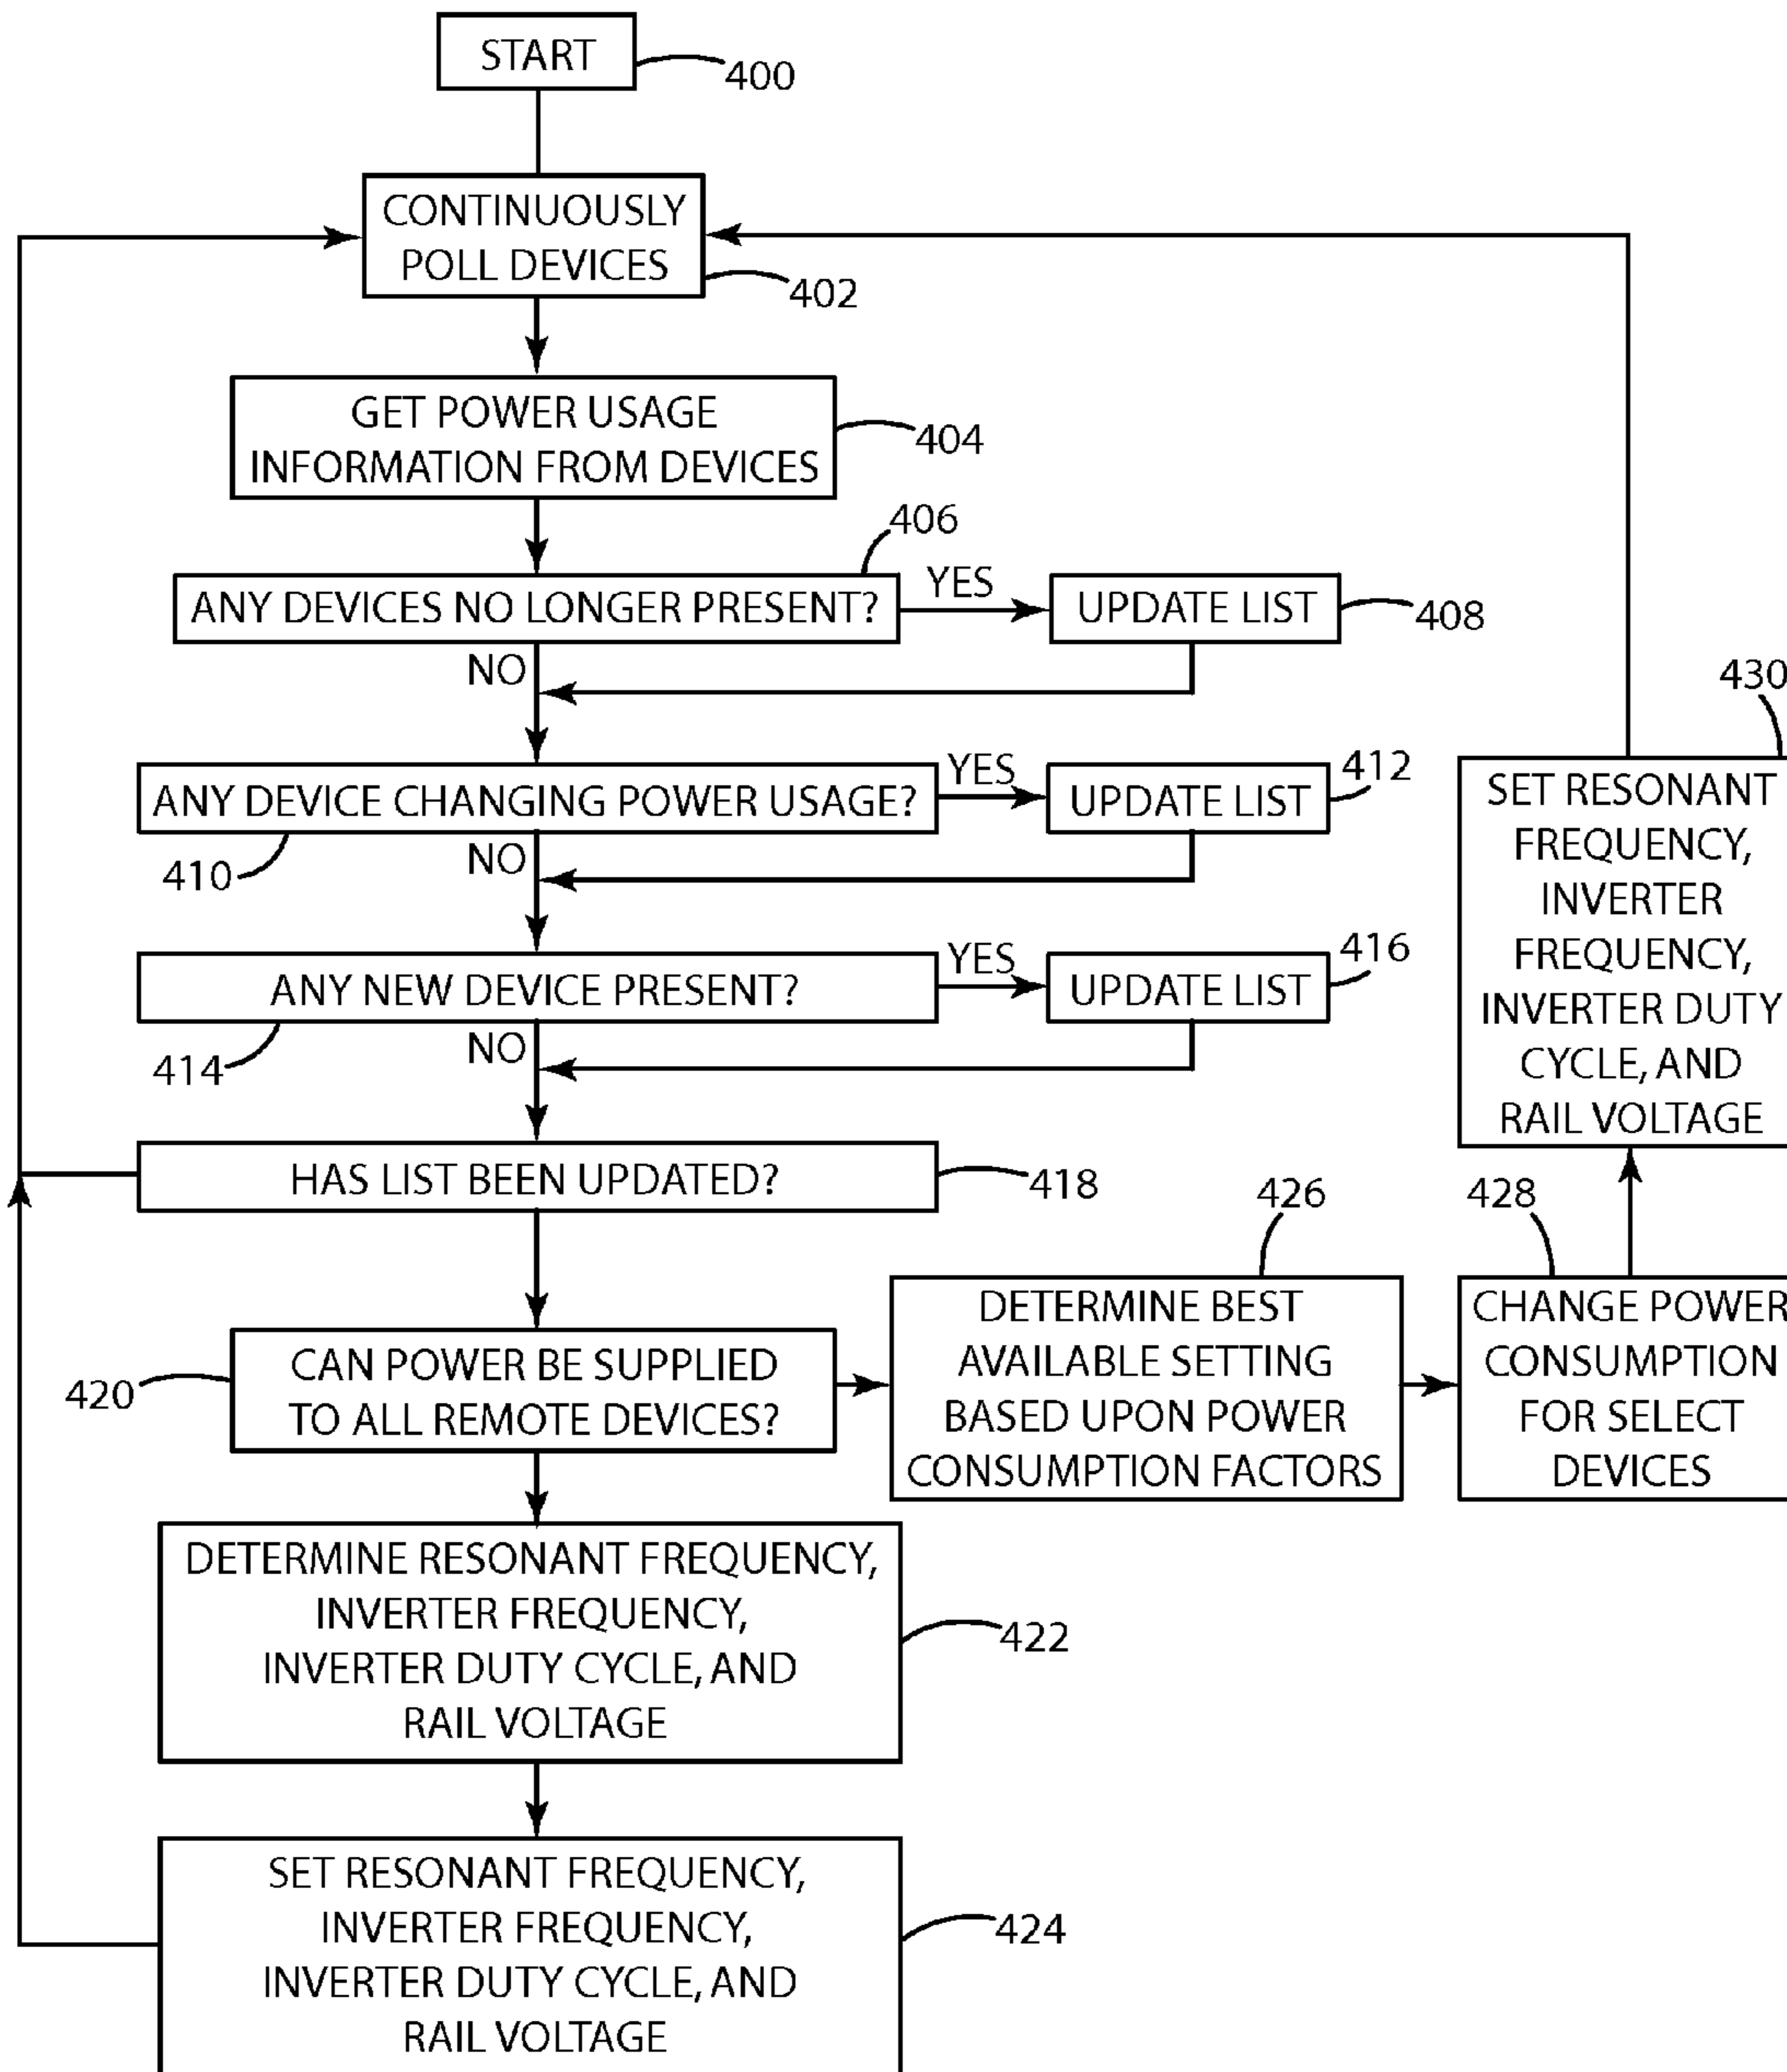 START
400
CONTINUOUSLY
POLL DEVICES
402
GET POWER USAGE
INFORMATION FROM DEVICES
404
406
ANY DEVICES NO LONGER PRESENT?
YES
UPDATE LIST
408
NO
ANY DEVICE CHANGING POWER USAGE?
410
YES
UPDATE LIST
412
NO
ANY NEW DEVICE PRESENT?
414
YES
UPDATE LIST
416
NO
HAS LIST BEEN UPDATED?
418
CAN POWER BE SUPPLIED
TO ALL REMOTE DEVICES?
420
DETERMINE RESONANT FREQUENCY,
INVERTER FREQUENCY,
INVERTER DUTY CYCLE, AND
RAIL VOLTAGE
422
SET RESONANT FREQUENCY,
INVERTER FREQUENCY,
INVERTER DUTY CYCLE, AND
RAIL VOLTAGE
424
426
DETERMINE BEST
AVAILABLE SETTING
BASED UPON POWER
CONSUMPTION FACTORS
428
CHANGE POWER
CONSUMPTION
FOR SELECT
DEVICES
430
SET RESONANT
FREQUENCY,
INVERTER
FREQUENCY,
INVERTER DUTY
CYCLE, AND
RAIL VOLTAGE